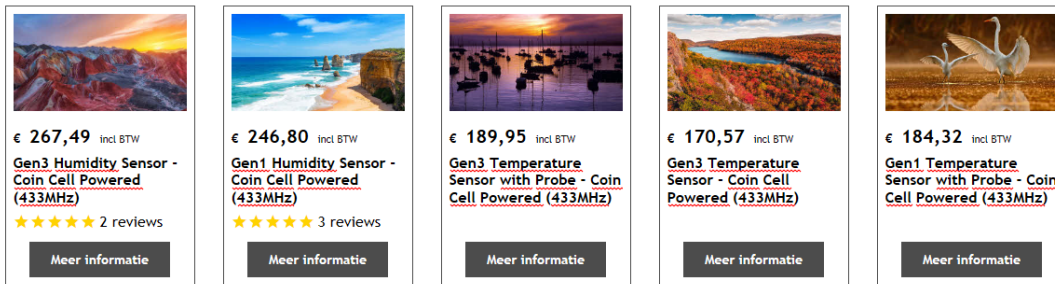 € 267,49 incl BTW
Gen3 Humidity Sensor -
Coin Cell Powered
(433MHz)
2 reviews
Meer informatie
€ 246,80 incl BTW
Gen1 Humidity Sensor -
Coin Cell Powered
(433MHz)
3 reviews
Meer informatie
€ 189,95 incl BTW
Gen3 Temperature
Sensor with Probe - Coin
Cell Powered (433MHz)
Meer informatie
€ 170,57 incl BTW
Gen3 Temperature
Sensor - Coin Cell
Powered (433MHz)
Meer informatie
€ 184,32 incl BTW
Gen1 Temperature
Sensor with Probe - Coin
Cell Powered (433MHz)
Meer informatie